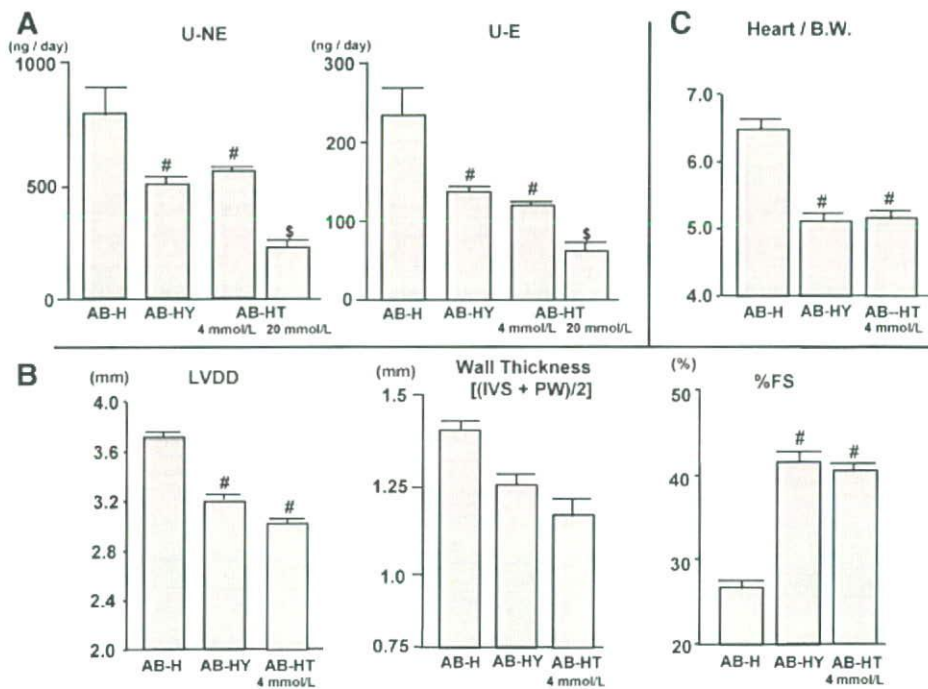 A
U-NE
(ng / day)
1000
500
0
#
#
$
AB-H
AB-HY
AB-HT
4 mmol/L 20 mmol/L
U-E
(ng / day)
300
200
100
0
#
#
$
AB-H
AB-HY
AB-HT
4 mmol/L 20 mmol/L
C
Heart / B.W.
7.0
6.0
5.0
4.0
#
#
AB-H
AB-HY
AB--HT
4 mmol/L
B
LVDD
(mm)
4.0
3.6
3.2
2.8
2.4
2.0
#
#
AB-H
AB-HY
AB-HT
4 mmol/L
Wall Thickness
[(IVS + PW)/2]
(mm)
1.5
1.25
1.0
0.75
AB-H
AB-HY
AB-HT
4 mmol/L
%FS
(%)
50
40
30
20
#
#
AB-H
AB-HY
AB-HT
4 mmol/L